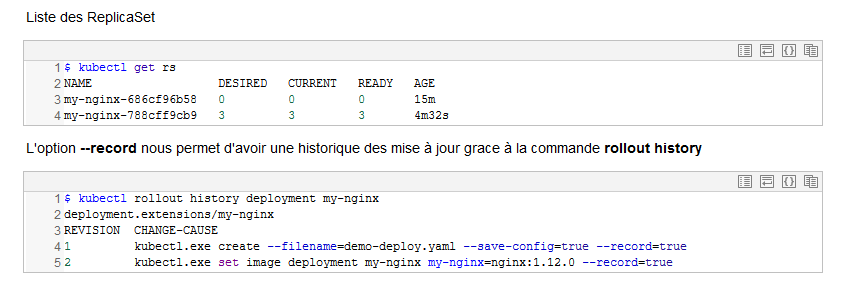 Liste des ReplicaSet
1 $ kubectl get rs
2 NAME DESIRED CURRENT READY AGE
3 my-nginx-686cf96b58 0 0 0 15m
4 my-nginx-788cff9cb9 3 3 3 4m32s
L'option --record nous permet d'avoir une historique des mise à jour grace à la commande rollout history
1 $ kubectl rollout history deployment my-nginx
2 deployment.extensions/my-nginx
3 REVISION CHANGE-CAUSE
4 1 kubectl.exe create --filename=demo-deploy.yaml --save-config=true --record=true
5 2 kubectl.exe set image deployment my-nginx my-nginx=nginx:1.12.0 --record=true